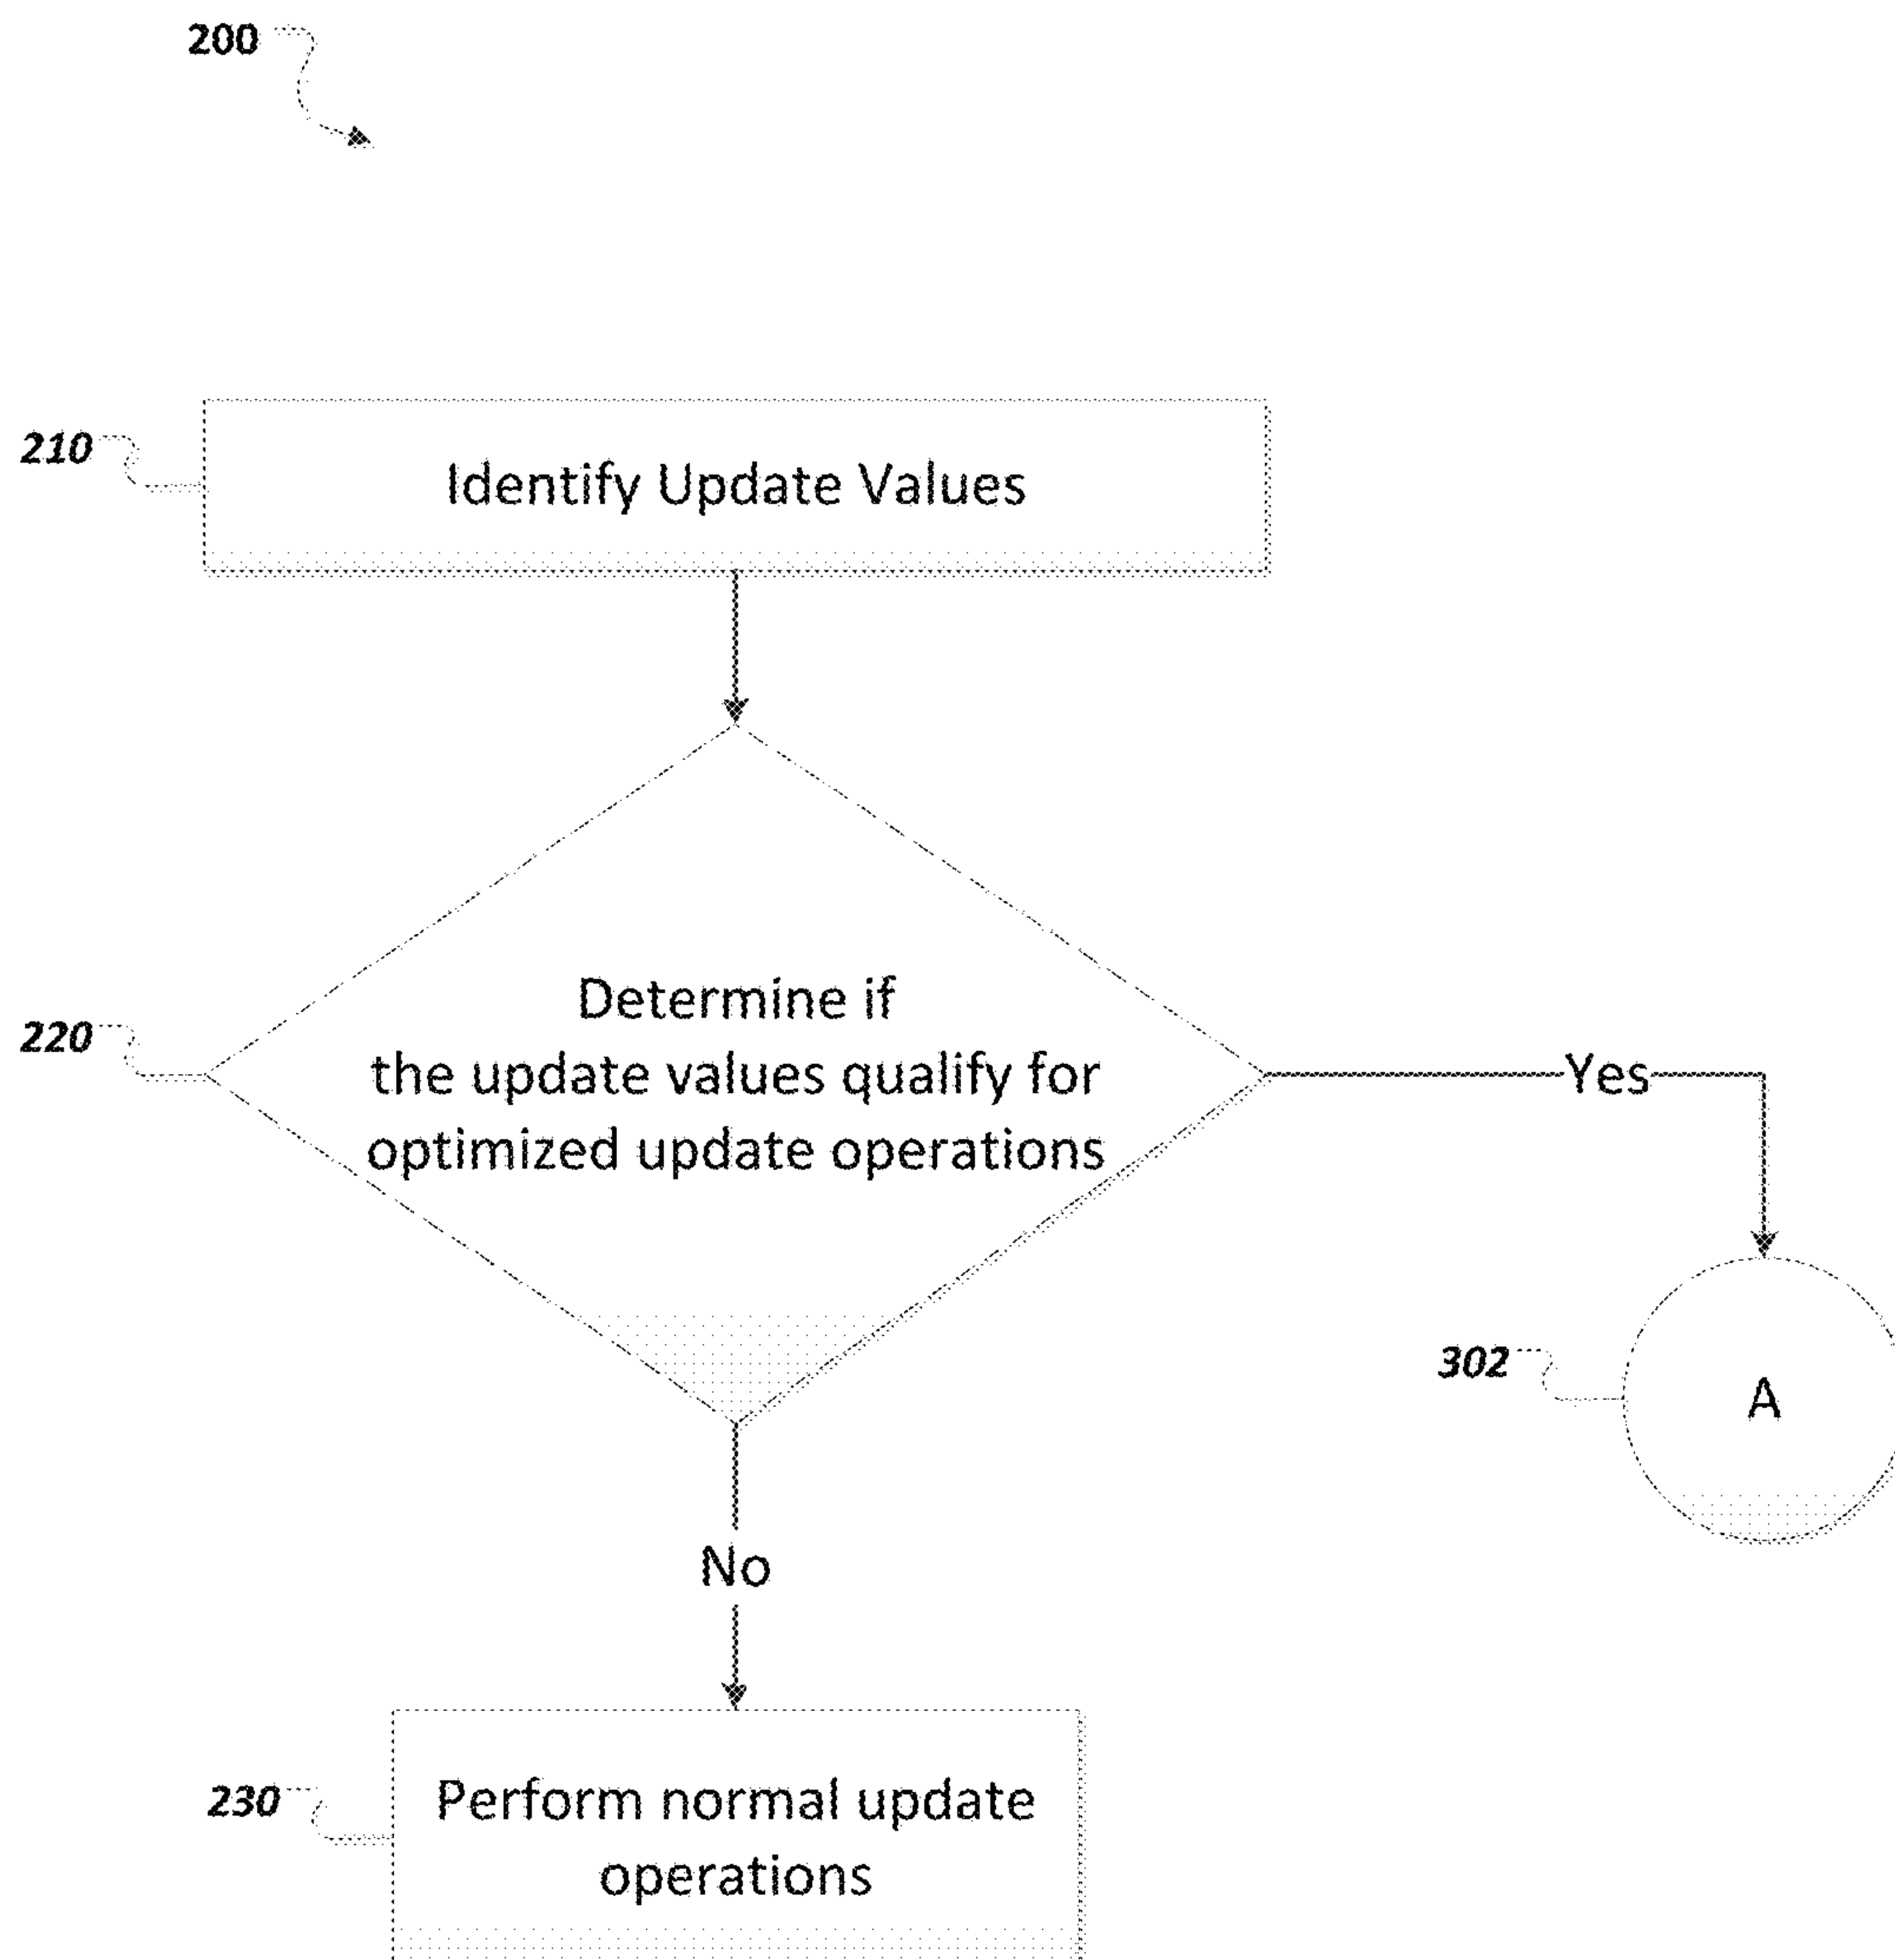 200
210
Identify Update Values
220
Determine if
the update values qualify for
optimized update operations
Yes
302
A
No
230
Perform normal update
operations